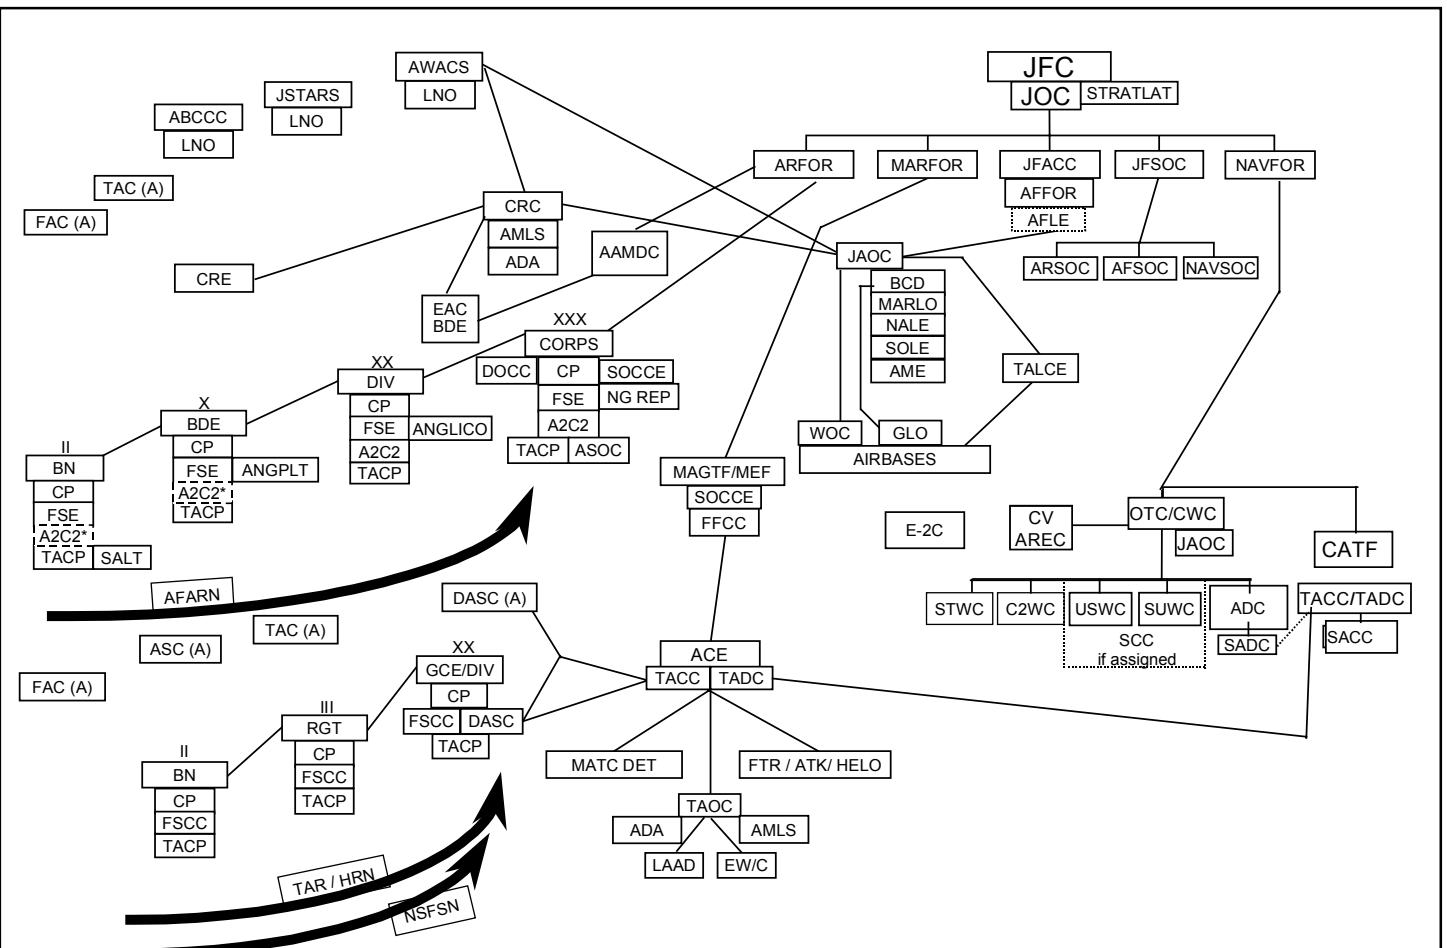 AWACS
LNO
JSTARS
LNO
ABCCC
LNO
TAC (A)
FAC (A)
JFC
JOC
STRATLAT
ARFOR
MARFOR
JFACC
AFFOR
AFLE
JFSOC
NAVFOR
ARSOC
AFSOC
NAVSOC
CRC
AMLS
ADA
CRE
AAMDC
EAC
BDE
JAOC
BCD
MARLO
NALE
SOLE
AME
TALCE
WOC
GLO
AIRBASES
XXX
CORPS
DOCC
CP
SOCCE
FSE
NG REP
A2C2
TACP
ASOC
XX
DIV
CP
FSE
ANGLICO
A2C2
TACP
X
BDE
CP
FSE
ANGPLT
A2C2*
TACP
II
BN
CP
FSE
A2C2*
TACP
SALT
MAGTF/MEF
SOCCE
FFCC
E-2C
CV
AREC
OTC/CWC
JAOC
CATF
STWC
C2WC
USWC
SUWC
SCC
if assigned
ADC
SADC
TACC/TADC
SACC
AFARN
ASC (A)
TAC (A)
FAC (A)
DASC (A)
ACE
TACC
TADC
XX
GCE/DIV
CP
FSCC
DASC
TACP
III
RGT
CP
FSCC
TACP
II
BN
CP
FSCC
TACP
MATC DET
FTR / ATK/ HELO
TAOC
ADA
AMLS
LAAD
EW/C
TAR / HRN
NSFSN